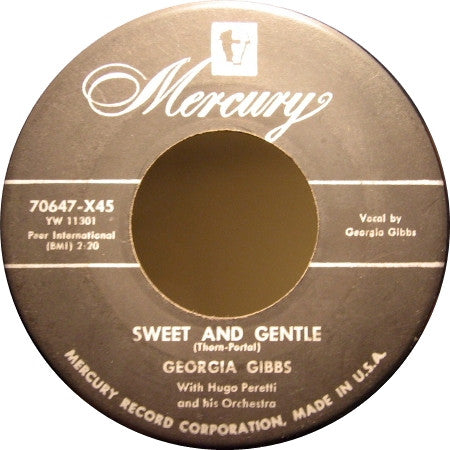 Mercury
70647-X45
YW 11301
Peer International
(BMI) 2:20
Vocal by
Georgia Gibbs
SWEET AND GENTLE
(Thorn-Portal)
GEORGIA GIBBS
With Hugo Peretti
and his Orchestra
MERCURY RECORD CORPORATION, MADE IN U.S.A.